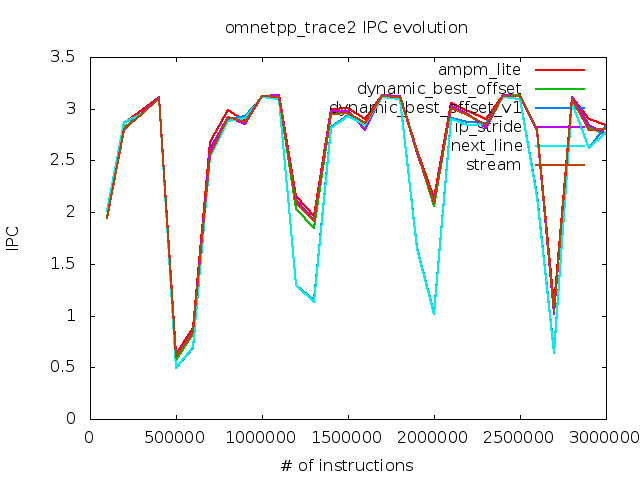 omnetpp_trace2 IPC evolution
3.5
3
2.5
2
1.5
1
0.5
0
IPC
ampm_lite
dynamic_best_offset
dynamic_best_offset_v1
ip_stride
next_line
stream
0 500000 1000000 1500000 2000000 2500000 3000000
# of instructions